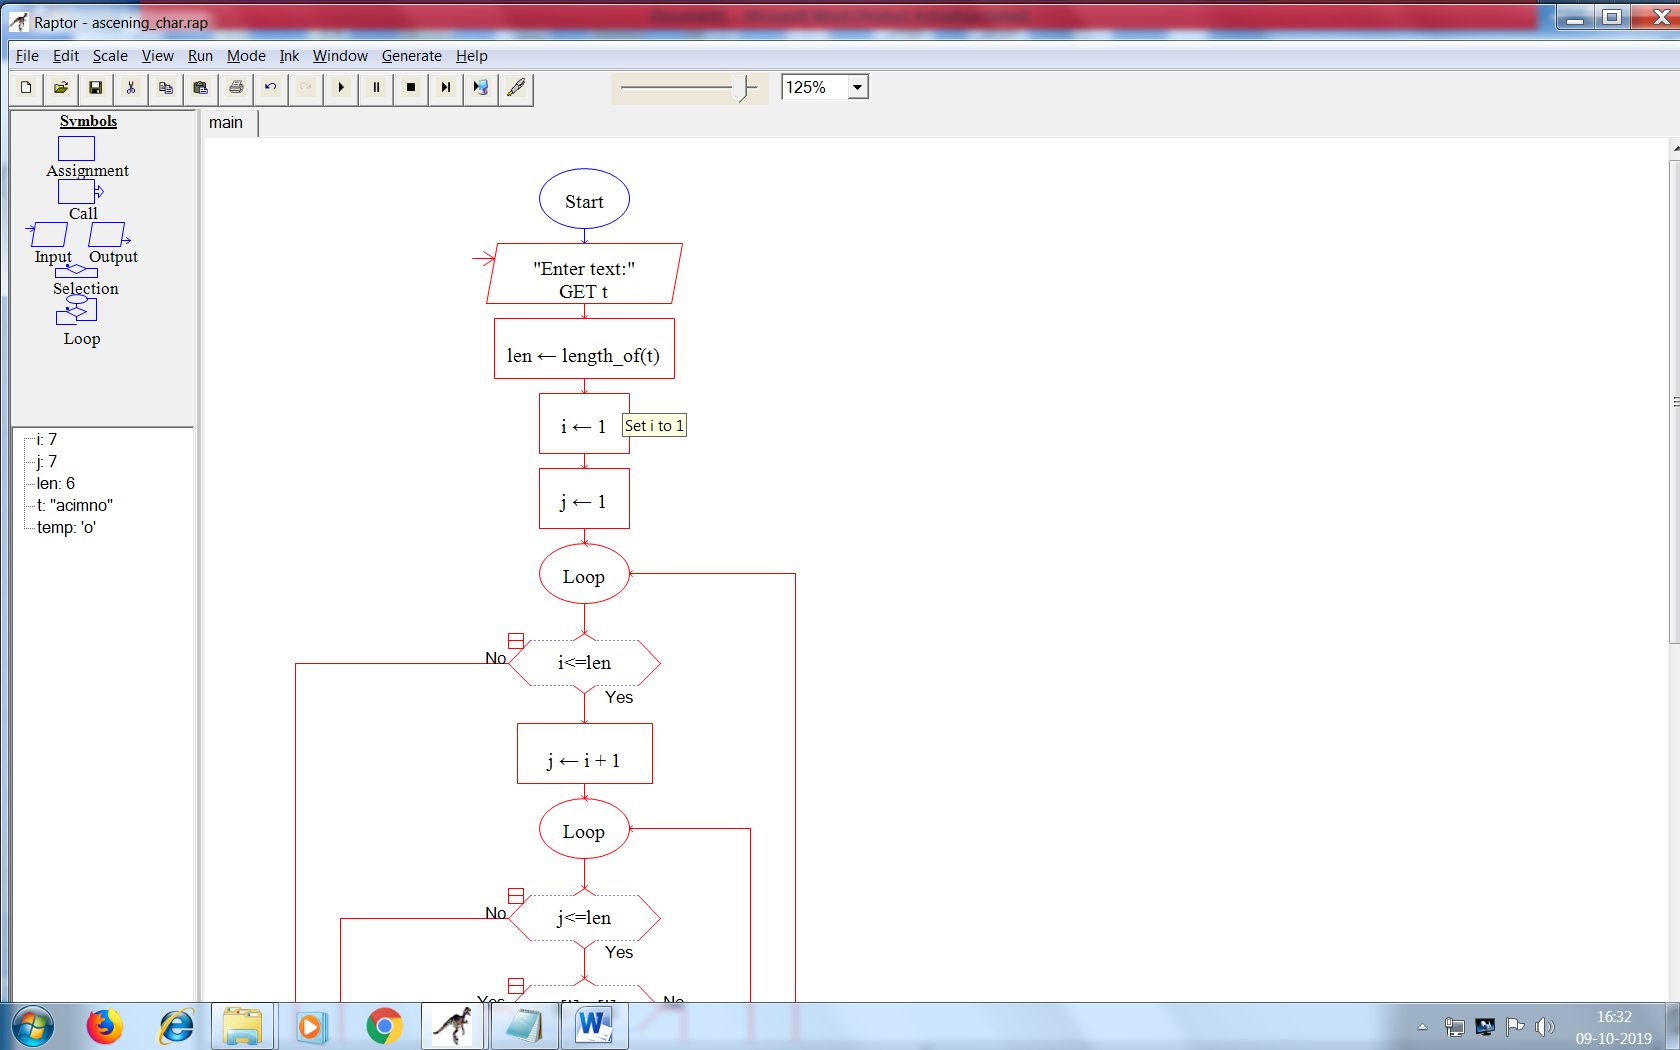 Raptor - ascening_char.rap
File Edit Scale View Run Mode Ink Window Generate Help
125%
Symbols
main
Assignment
Call
Input Output
Selection
Loop
i: 7
j: 7
len: 6
t: "acimno"
temp: 'o'
Start
"Enter text:"
GET t
len ← length_of(t)
i ← 1
Set i to 1
j ← 1
Loop
No
i<=len
Yes
j ← i + 1
Loop
No
j<=len
Yes
Yes
No
16:32
09-10-2019